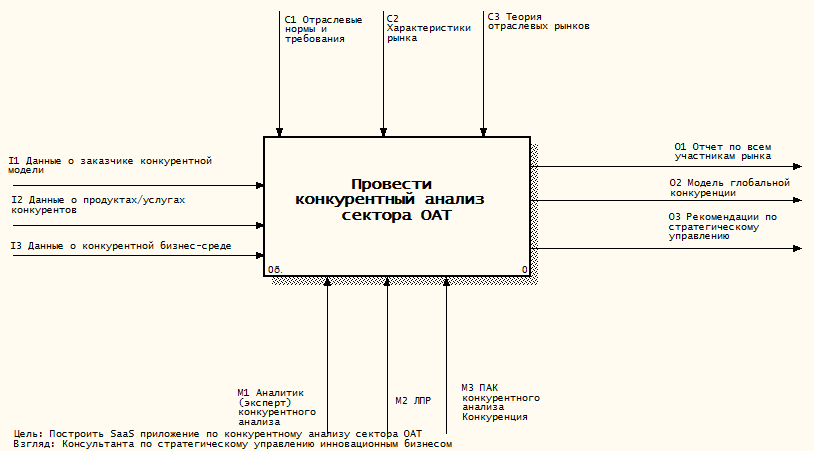 C1 Отраслевые
нормы и
требования
C2
Характеристики
рынка
C3 Теория
отраслевых рынков
I1 Данные о заказчике конкурентной
модели
I2 Данные о продуктах/услугах
конкурентов
I3 Данные о конкурентной бизнес-среде
Провести
конкурентный анализ
сектора ОАТ
0р.
0
O1 Отчет по всем
участникам рынка
O2 Модель глобальной
конкуренции
O3 Рекомендации по
стратегическому
управлению
M1 Аналитик
(эксперт)
конкурентного
анализа
M2 ЛПР
M3 ПАК
конкурентного
анализа
Конкуренция
Цель: Построить SaaS приложение по конкурентному анализу сектора ОАТ
Взгляд: Консультанта по стратегическому управлению инновационным бизнесом